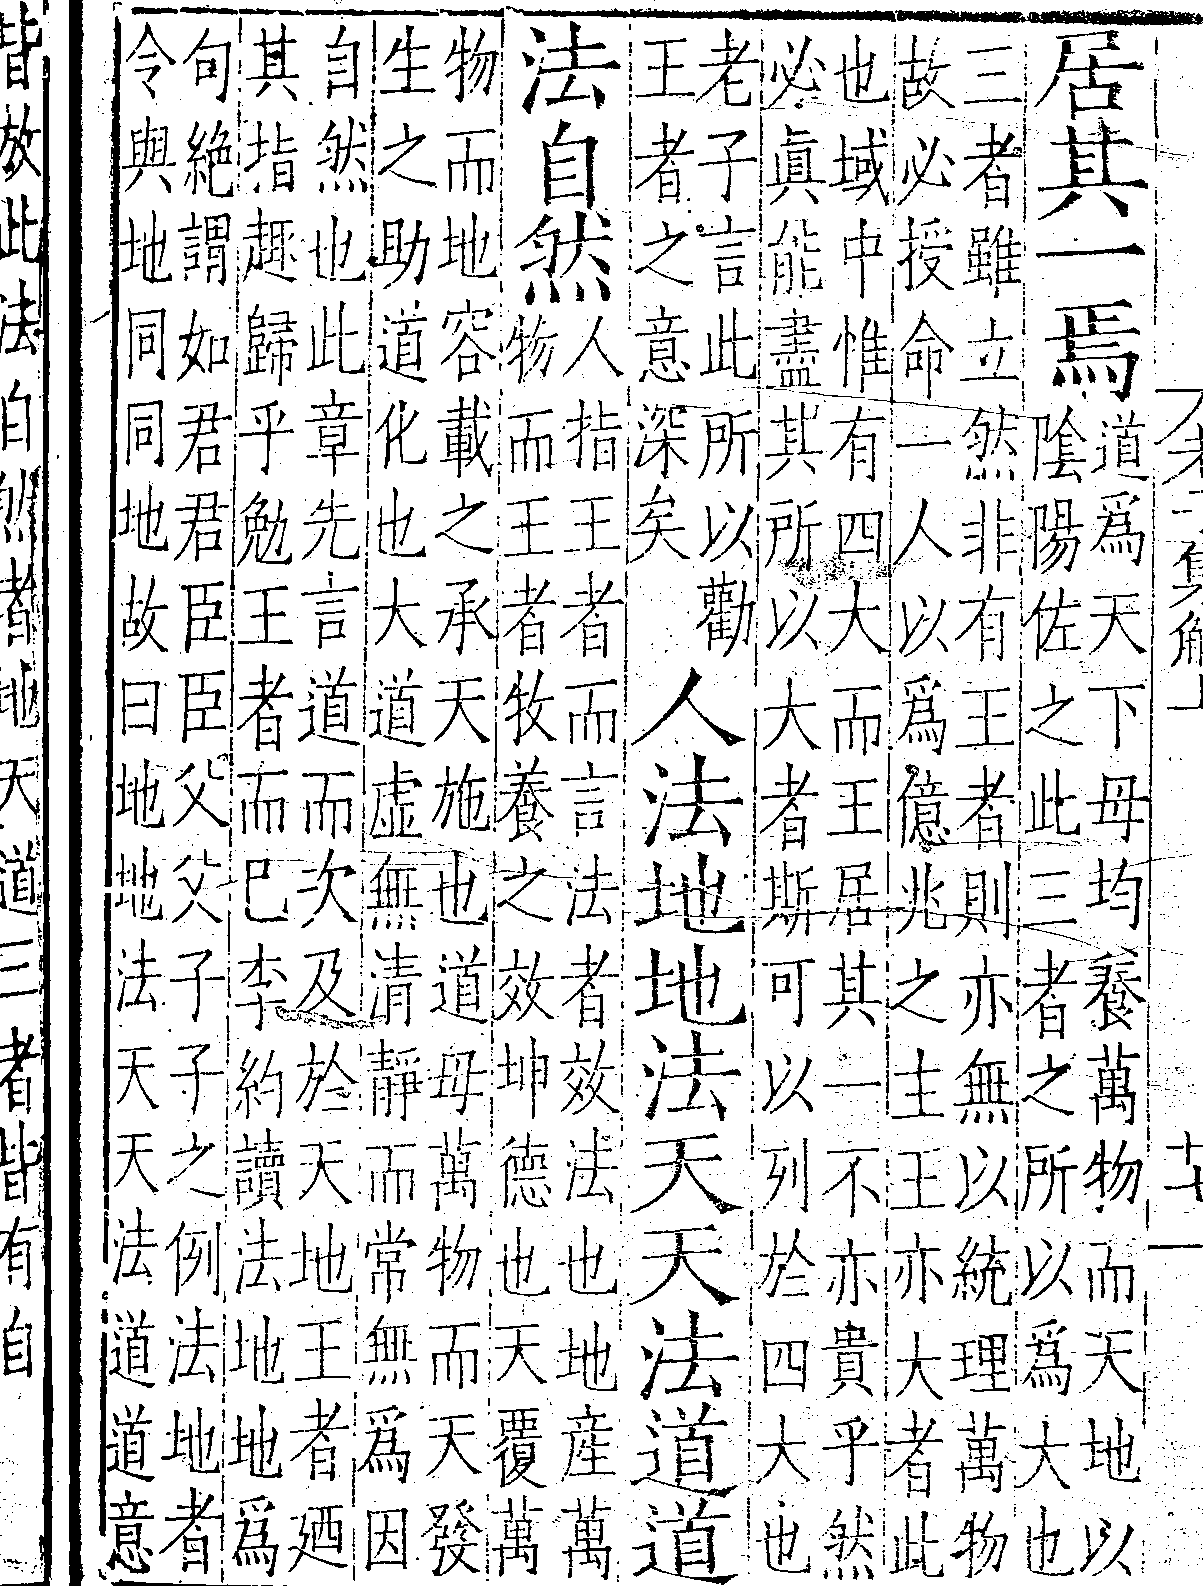 老子集解上
十七
居其一焉
道爲天下母均養萬物而天地以
陰陽佐之此三者之所以爲大也
三者雖立然非有王者則亦無以統理萬物
故必授命一人以爲億兆之主王亦大者此
也域中惟有四大而王居其一不亦貴乎然
必眞能盡其所以大者斯可以列於四大也
老子言此所以勸
王者之意深矣
人法地地法天天法道道
法自然
人指王者而言法者效法也地産萬
物而王者牧養之效坤德也天覆萬
物而地容載之承天施也道母萬物而天發
生之助道化也大道虛無清靜而常無爲因
自然也此章先言道而次及於天地王者廼
其指趣歸乎勉王者而巳李約讀法地地爲
句絶謂如君君臣臣父父子子之例法地者
令與地同同地故曰地地法天天法道道意
皆放此法自然者地天道三者皆有自